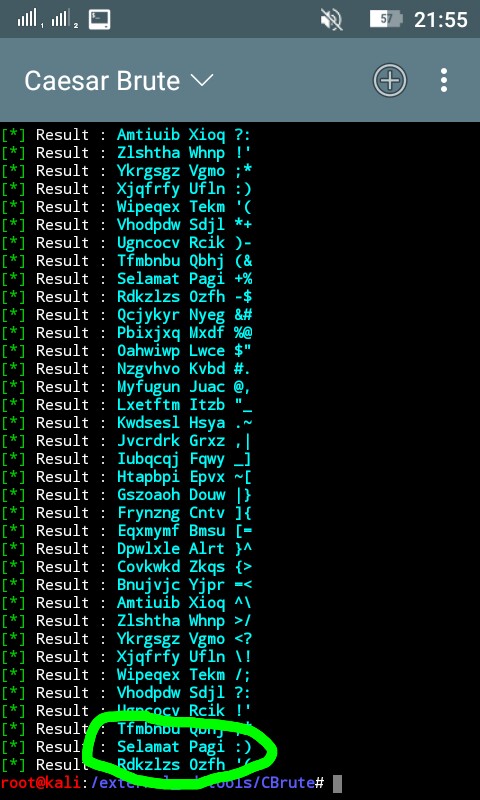 1 2 57 21:55
Caesar Brute
[*] Result : Amtiuib Xioq ?:
[*] Result : Zlshtha Whnp !'
[*] Result : Ykrgsgz Vgmo ;*
[*] Result : Xjqfrfy Ufln :)
[*] Result : Wipeqex Tekm '(
[*] Result : Vhodpdw Sdjl *+
[*] Result : Ugncocv Rcik )-
[*] Result : Tfmbnbu Qbhj (&
[*] Result : Selamat Pagi +%
[*] Result : Rdkzlzs Ozfh -$
[*] Result : Qcjykyr Nyeg &#
[*] Result : Pbixjxq Mxdf %@
[*] Result : Oahwiwp Lwce $"
[*] Result : Nzgvhvo Kvbd #.
[*] Result : Myfugun Juac @,
[*] Result : Lxetftm Itzb "_
[*] Result : Kwdsesl Hsya .~
[*] Result : Jvcrdrk Grxz ,|
[*] Result : Iubqcqj Fqwy _]
[*] Result : Htapbpi Epvx ~[
[*] Result : Gszoaoh Douw |}
[*] Result : Frynzng Cntv ]{
[*] Result : Eqxmymf Bmsu [=
[*] Result : Dpwlxle Alrt }^
[*] Result : Covkwkd Zkqs {>
[*] Result : Bnujvjc Yjpr =<
[*] Result : Amtiuib Xioq ^\
[*] Result : Zlshtha Whnp >/
[*] Result : Ykrgsgz Vgmo <?
[*] Result : Xjqfrfy Ufln \!
[*] Result : Wipeqex Tekm /;
[*] Result : Vhodpdw Sdjl ?:
[*] Result : Ugncocv Rcik !'
[*] Result : Tfmbnbu Qbhj
[*] Result : Selamat Pagi :)
[*] Result : Rdkzlzs Ozfh '(
root@kali:/CBrute#